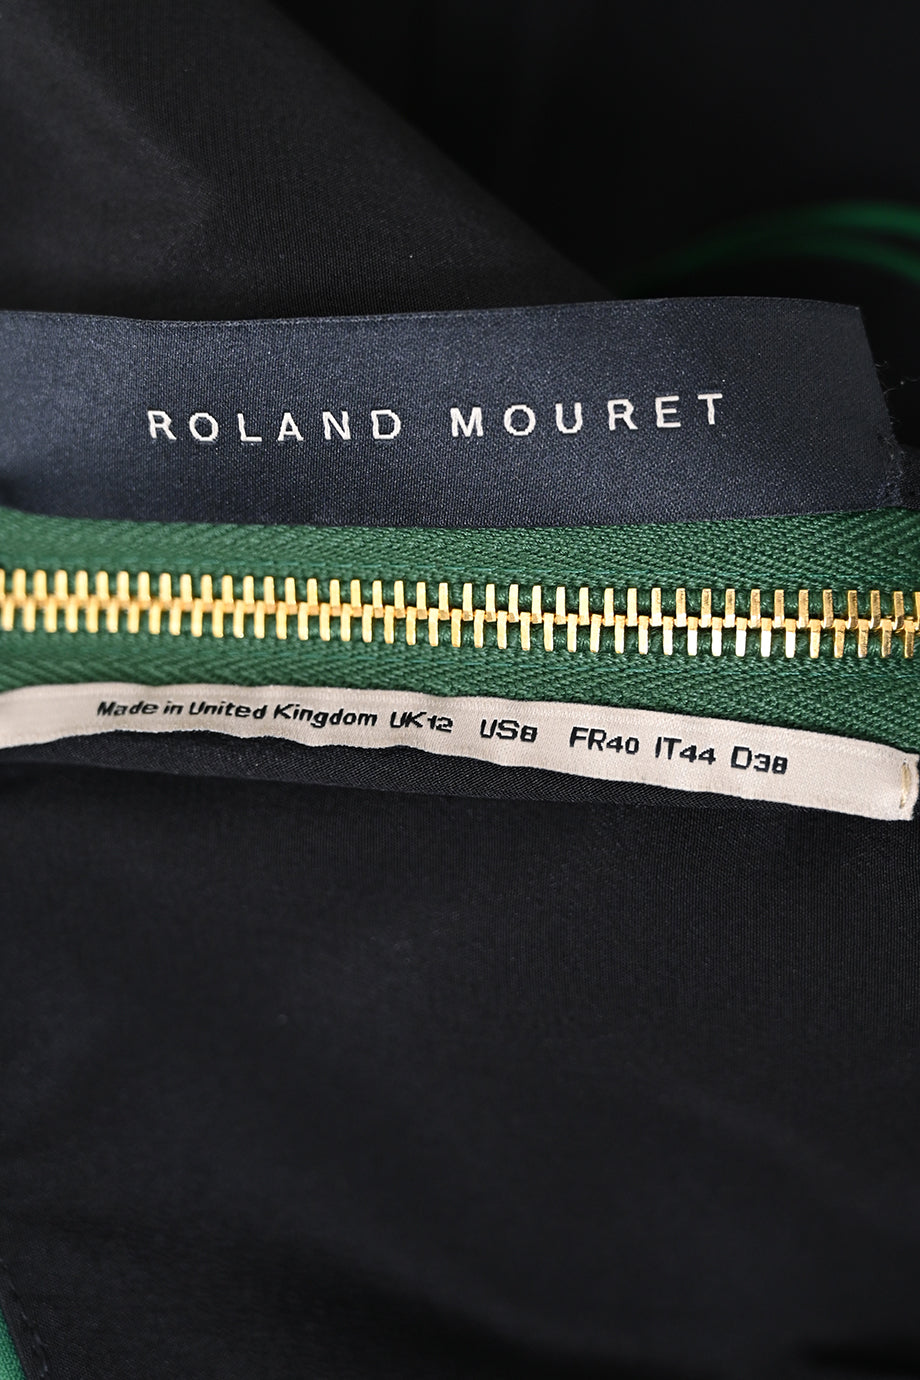 ROLAND MOURET
Made in United Kingdom UK12 US8 FR40 IT44 D38